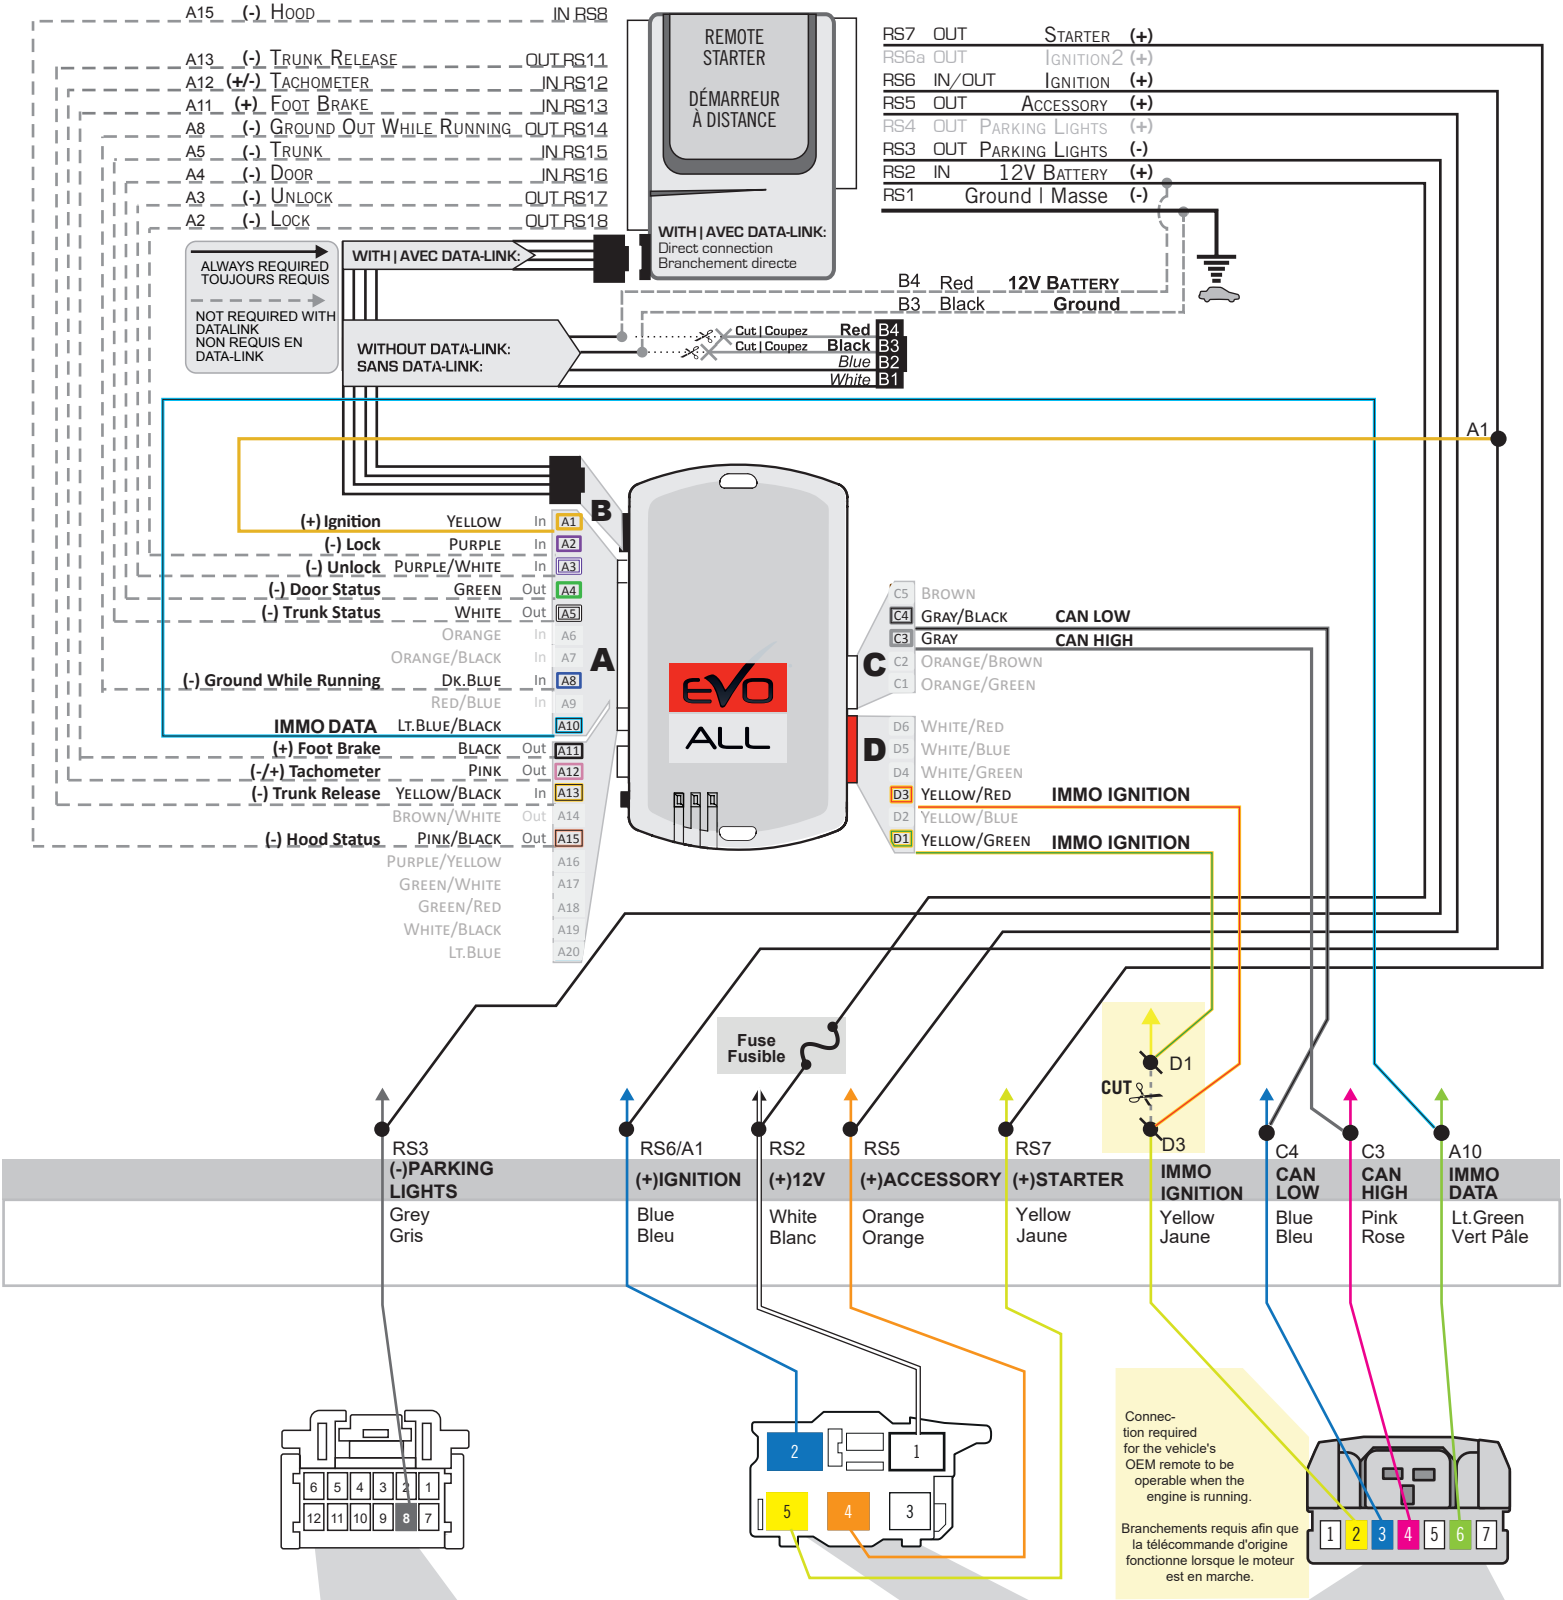 A15 (-) HOOD IN RS8
A13 (-) TRUNK RELEASE OUT RS11
A12 (+/-) TACHOMETER IN RS12
A11 (+) FOOT BRAKE IN RS13
A8 (-) GROUND OUT WHILE RUNNING OUT RS14
A5 (-) TRUNK IN RS15
A4 (-) DOOR IN RS16
A3 (-) UNLOCK OUT RS17
A2 (-) LOCK OUT RS18
REMOTE
STARTER
DÉMARREUR
À DISTANCE
WITH | AVEC DATA-LINK:
Direct connection
Branchement directe
RS7 OUT STARTER (+)
RS6a OUT IGNITION2 (+)
RS6 IN/OUT IGNITION (+)
RS5 OUT ACCESSORY (+)
RS4 OUT PARKING LIGHTS (+)
RS3 OUT PARKING LIGHTS (-)
RS2 IN 12V BATTERY (+)
RS1 Ground | Masse (-)
ALWAYS REQUIRED
TOUJOURS REQUIS
NOT REQUIRED WITH
DATALINK
NON REQUIS EN
DATA-LINK
WITH | AVEC DATA-LINK:
B4 Red 12V BATTERY
B3 Black Ground
WITHOUT DATA-LINK:
SANS DATA-LINK:
Cut | Coupez Red B4
Cut | Coupez Black B3
Blue B2
White B1
A1
B
(+) Ignition YELLOW In A1
(-) Lock PURPLE In A2
(-) Unlock PURPLE/WHITE In A3
(-) Door Status GREEN Out A4
(-) Trunk Status WHITE Out A5
ORANGE In A6
ORANGE/BLACK In A7
A
(-) Ground While Running DK.BLUE In A8
RED/BLUE In A9
IMMO DATA LT.BLUE/BLACK A10
(+) Foot Brake BLACK Out A11
(-/+) Tachometer PINK Out A12
(-) Trunk Release YELLOW/BLACK In A13
BROWN/WHITE Out A14
(-) Hood Status PINK/BLACK Out A15
PURPLE/YELLOW A16
GREEN/WHITE A17
GREEN/RED A18
WHITE/BLACK A19
LT.BLUE A20
EVO
ALL
C5 BROWN
C4 GRAY/BLACK CAN LOW
C3 GRAY CAN HIGH
C
C2 ORANGE/BROWN
C1 ORANGE/GREEN
D6 WHITE/RED
D
D5 WHITE/BLUE
D4 WHITE/GREEN
D3 YELLOW/RED IMMO IGNITION
D2 YELLOW/BLUE
D1 YELLOW/GREEN IMMO IGNITION
Fuse
Fusible
D1
CUT
D3
RS3
(-)PARKING
LIGHTS
Grey
Gris
RS6/A1
(+)IGNITION
Blue
Bleu
RS2
(+)12V
White
Blanc
RS5
(+)ACCESSORY
Orange
Orange
RS7
(+)STARTER
Yellow
Jaune
IMMO
IGNITION
Yellow
Jaune
C4
CAN
LOW
Blue
Bleu
C3
CAN
HIGH
Pink
Rose
A10
IMMO
DATA
Lt.Green
Vert Pâle
6 5 4 3 2 1
12 11 10 9 8 7
2 1
5 4 3
Connec-
tion required
for the vehicle's
OEM remote to be
operable when the
engine is running.
Branchements requis afin que
la télécommande d'origine
fonctionne lorsque le moteur
est en marche.
1 2 3 4 5 6 7